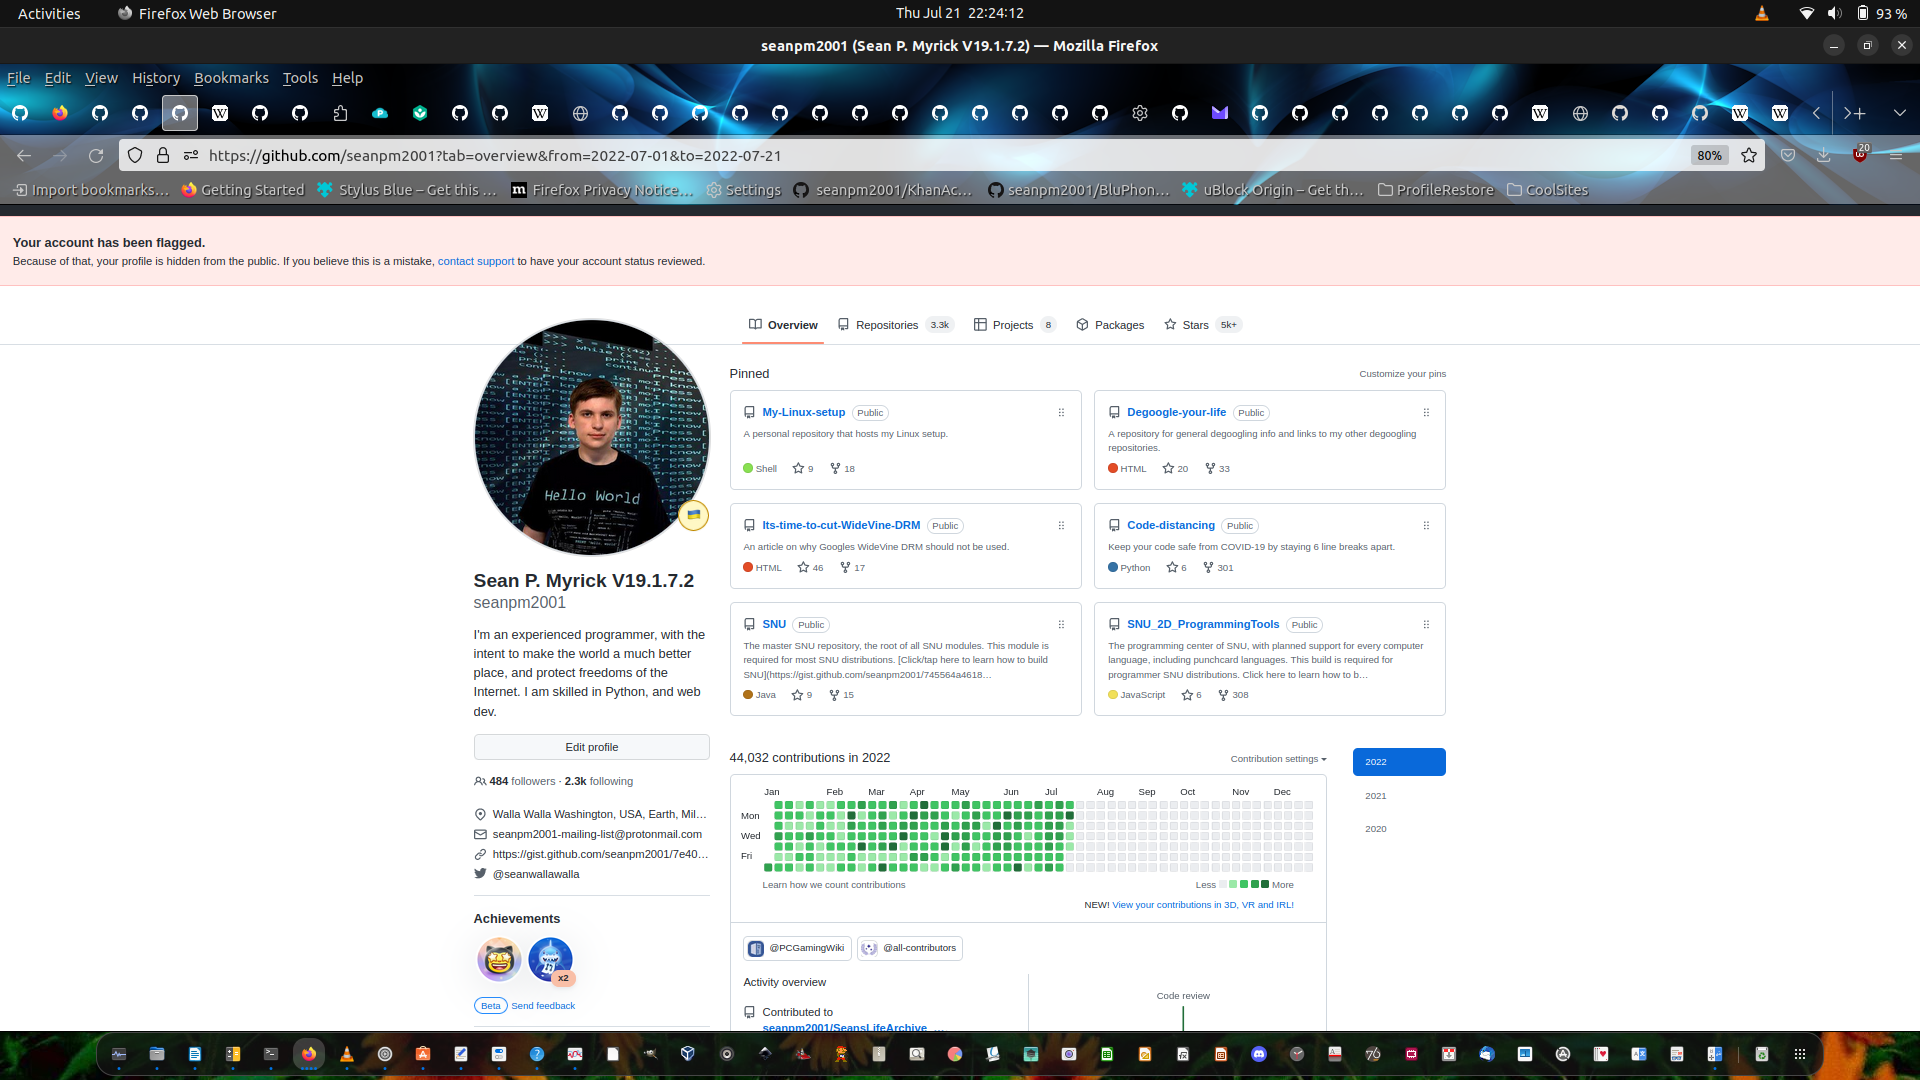 Activities
Firefox Web Browser
Thu Jul 21 22:24:12
93 %
seanpm2001 (Sean P. Myrick V19.1.7.2) — Mozilla Firefox
File Edit View History Bookmarks Tools Help
https://github.com/seanpm2001?tab=overview&from=2022-07-01&to=2022-07-21
80%
20
Import bookmarks…
Getting Started
Stylus Blue – Get this …
Firefox Privacy Notice…
Settings
seanpm2001/KhanAc…
seanpm2001/BluPhon…
uBlock Origin – Get th…
ProfileRestore
CoolSites
Your account has been flagged.
Because of that, your profile is hidden from the public. If you believe this is a mistake, contact support to have your account status reviewed.
Overview
Repositories 3.3k
Projects 8
Packages
Stars 5k+
Hello World
Sean P. Myrick V19.1.7.2
seanpm2001
I'm an experienced programmer, with the
intent to make the world a much better
place, and protect freedoms of the
Internet. I am skilled in Python, and web
dev.
Edit profile
484 followers · 2.3k following
Walla Walla Washington, USA, Earth, Mil…
seanpm2001-mailing-list@protonmail.com
https://gist.github.com/seanpm2001/7e40…
@seanwallawalla
Achievements
x2
Beta Send feedback
Pinned
Customize your pins
My-Linux-setup Public
A personal repository that hosts my Linux setup.
Shell 9 18
Degoogle-your-life Public
A repository for general degoogling info and links to my other degoogling
repositories.
HTML 20 33
Its-time-to-cut-WideVine-DRM Public
An article on why Googles WideVine DRM should not be used.
HTML 46 17
Code-distancing Public
Keep your code safe from COVID-19 by staying 6 line breaks apart.
Python 6 301
SNU Public
The master SNU repository, the root of all SNU modules. This module is
required for most SNU distributions. [Click/tap here to learn how to build
SNU](https://gist.github.com/seanpm2001/745564a4618…
Java 9 15
SNU_2D_ProgrammingTools Public
The programming center of SNU, with planned support for every computer
language, including punchcard languages. This build is required for
programmer SNU distributions. Click here to learn how to b…
JavaScript 6 308
44,032 contributions in 2022
Contribution settings
2022
2021
2020
Jan Feb Mar Apr May Jun Jul Aug Sep Oct Nov Dec
Mon
Wed
Fri
Learn how we count contributions
Less More
NEW! View your contributions in 3D, VR and IRL!
@PCGamingWiki
@all-contributors
Activity overview
Contributed to
seanpm2001/SeansLifeArchive_…
Code review